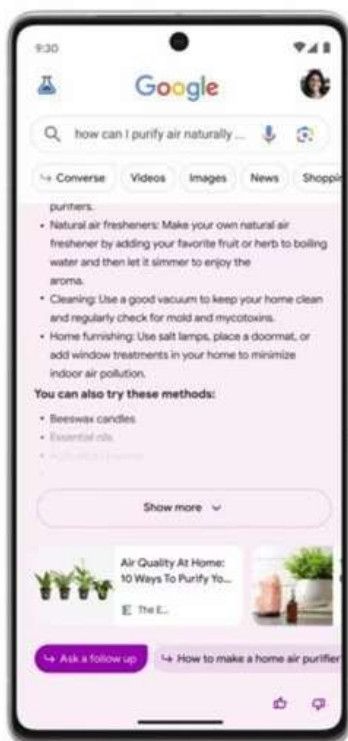 9:30
Google
how can I purify air naturally ...
Converse
Videos
Images
News
Shoppin
purifiers.
• Natural air fresheners: Make your own natural air
freshener by adding your favorite fruit or herb to boiling
water and then let it simmer to enjoy the
aroma.
• Cleaning: Use a good vacuum to keep your home clean
and regularly check for mold and mycotoxins.
• Home furnishing: Use salt lamps, place a doormat, or
add window treatments in your home to minimize
indoor air pollution.
You can also try these methods:
• Beeswax candles
• Essential oils
Show more
Air Quality At Home:
10 Ways To Purify Yo...
E The E...
Ask a follow up
How to make a home air purifier